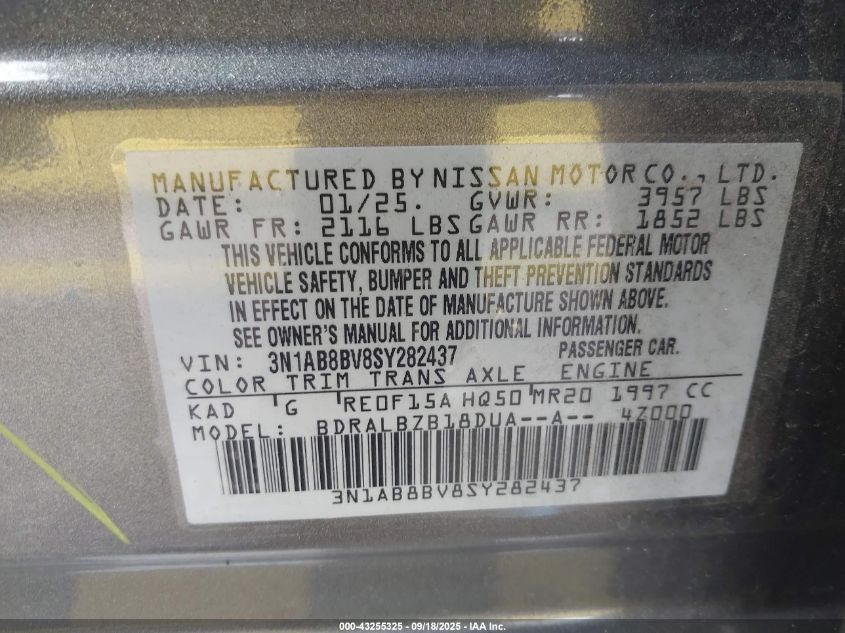 MANUFACTURED BY NISSAN MOTOR CO., LTD.
DATE: 01/25. GVWR: 3957 LBS
GAWR FR: 2116 LBS GAWR RR: 1852 LBS
THIS VEHICLE CONFORMS TO ALL APPLICABLE FEDERAL MOTOR
VEHICLE SAFETY, BUMPER AND THEFT PREVENTION STANDARDS
IN EFFECT ON THE DATE OF MANUFACTURE SHOWN ABOVE.
SEE OWNER'S MANUAL FOR ADDITIONAL INFORMATION.
VIN: 3N1AB8BV8SY282437 PASSENGER CAR.
COLOR TRIM TRANS AXLE ENGINE
KAD G RE0F15A HQ50 MR20 1997 CC
MODEL: BDRALBZB18DUA--A-- 4Z000
3N1AB8BV8SY282437
000-43255325 - 09/18/2025 - IAA Inc.